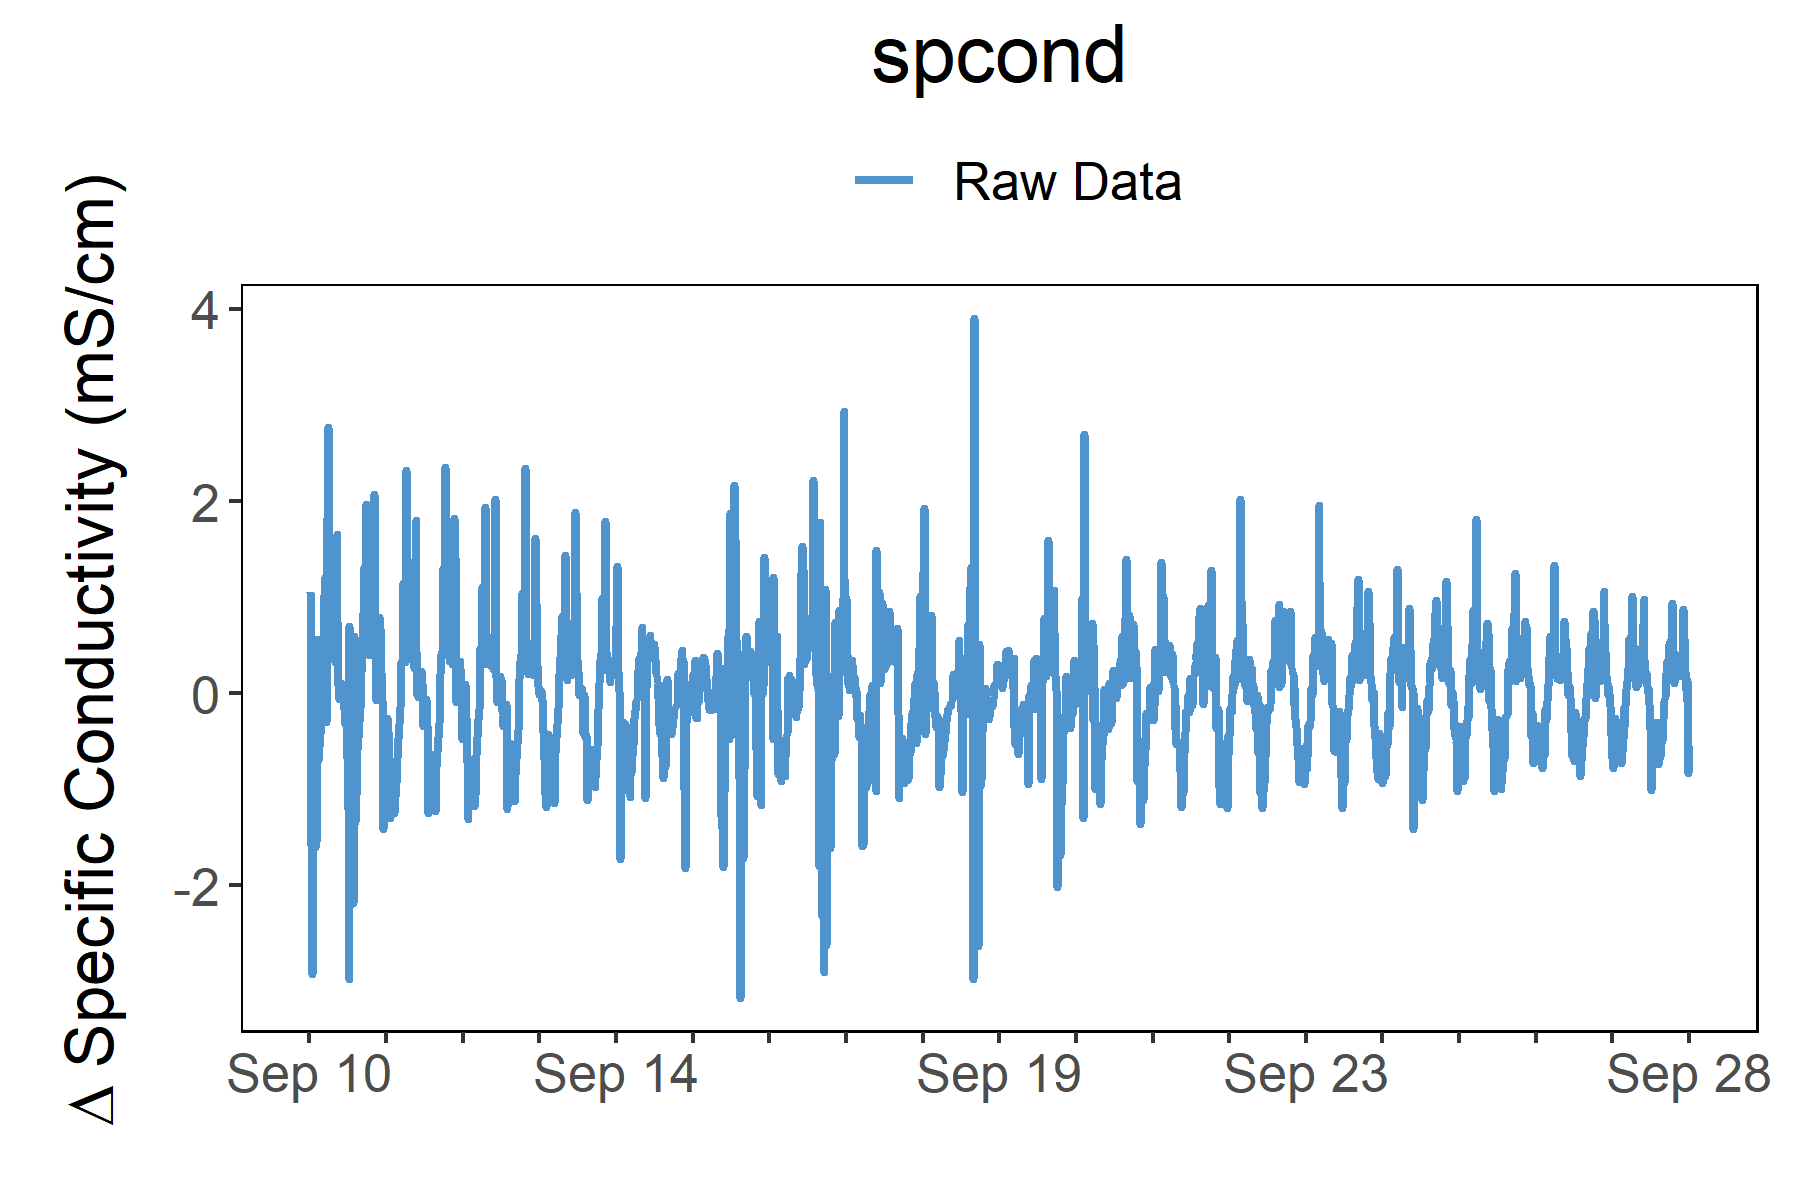 spcond
Raw Data
Δ Specific Conductivity (mS/cm)
4
2
0
-2
Sep 10
Sep 14
Sep 19
Sep 23
Sep 28